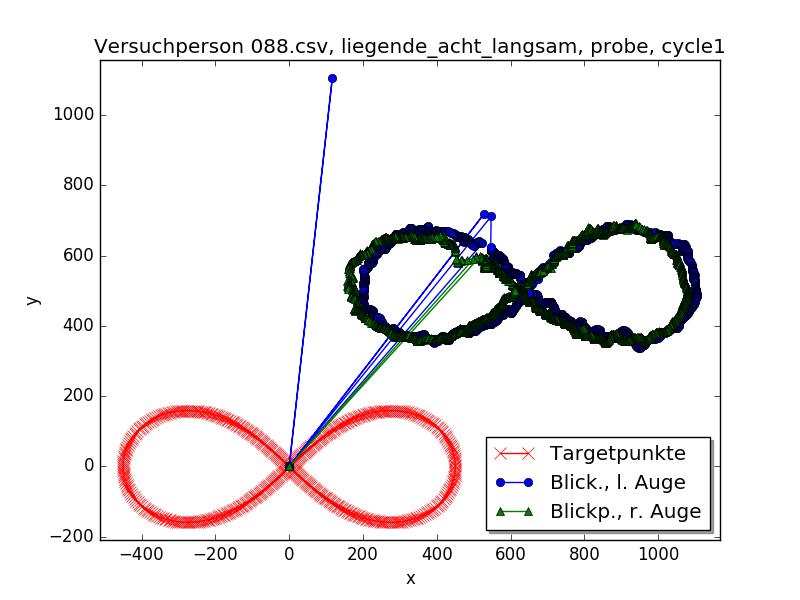 Versuchperson 088.csv, liegende_acht_langsam, probe, cycle1
1000
800
600
400
200
0
−200
y
−400
−200
0
200
400
600
800
1000
x
Targetpunkte
Blick., l. Auge
Blickp., r. Auge